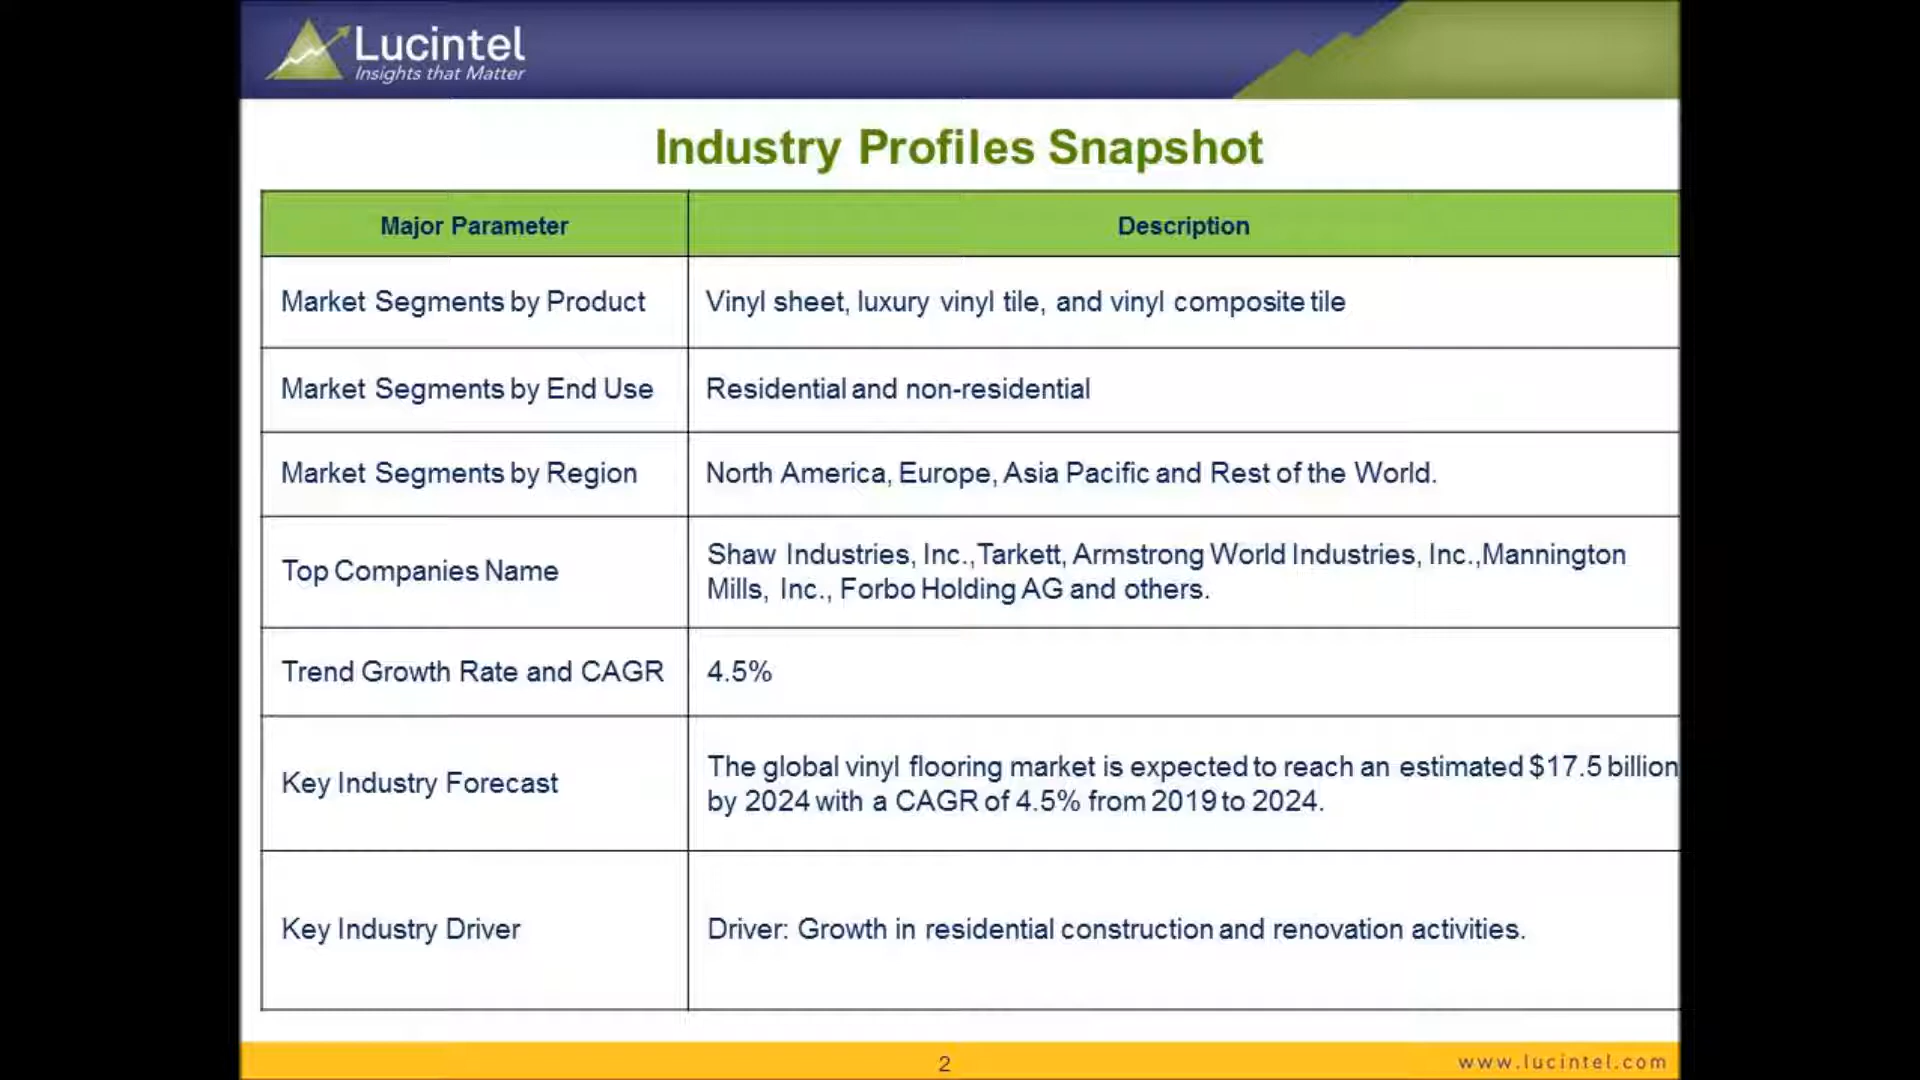 Lucintel
Insights that Matter
Industry Profiles Snapshot
Major Parameter
Description
Market Segments by Product
Vinyl sheet, luxury vinyl tile, and vinyl composite tile
Market Segments by End Use
Residential and non-residential
Market Segments by Region
North America, Europe, Asia Pacific and Rest of the World.
Top Companies Name
Shaw Industries, Inc.,Tarkett, Armstrong World Industries, Inc.,Mannington
Mills, Inc., Forbo Holding AG and others.
Trend Growth Rate and CAGR
4.5%
Key Industry Forecast
The global vinyl flooring market is expected to reach an estimated $17.5 billion
by 2024 with a CAGR of 4.5% from 2019 to 2024.
Key Industry Driver
Driver: Growth in residential construction and renovation activities.
2
www.lucintel.com